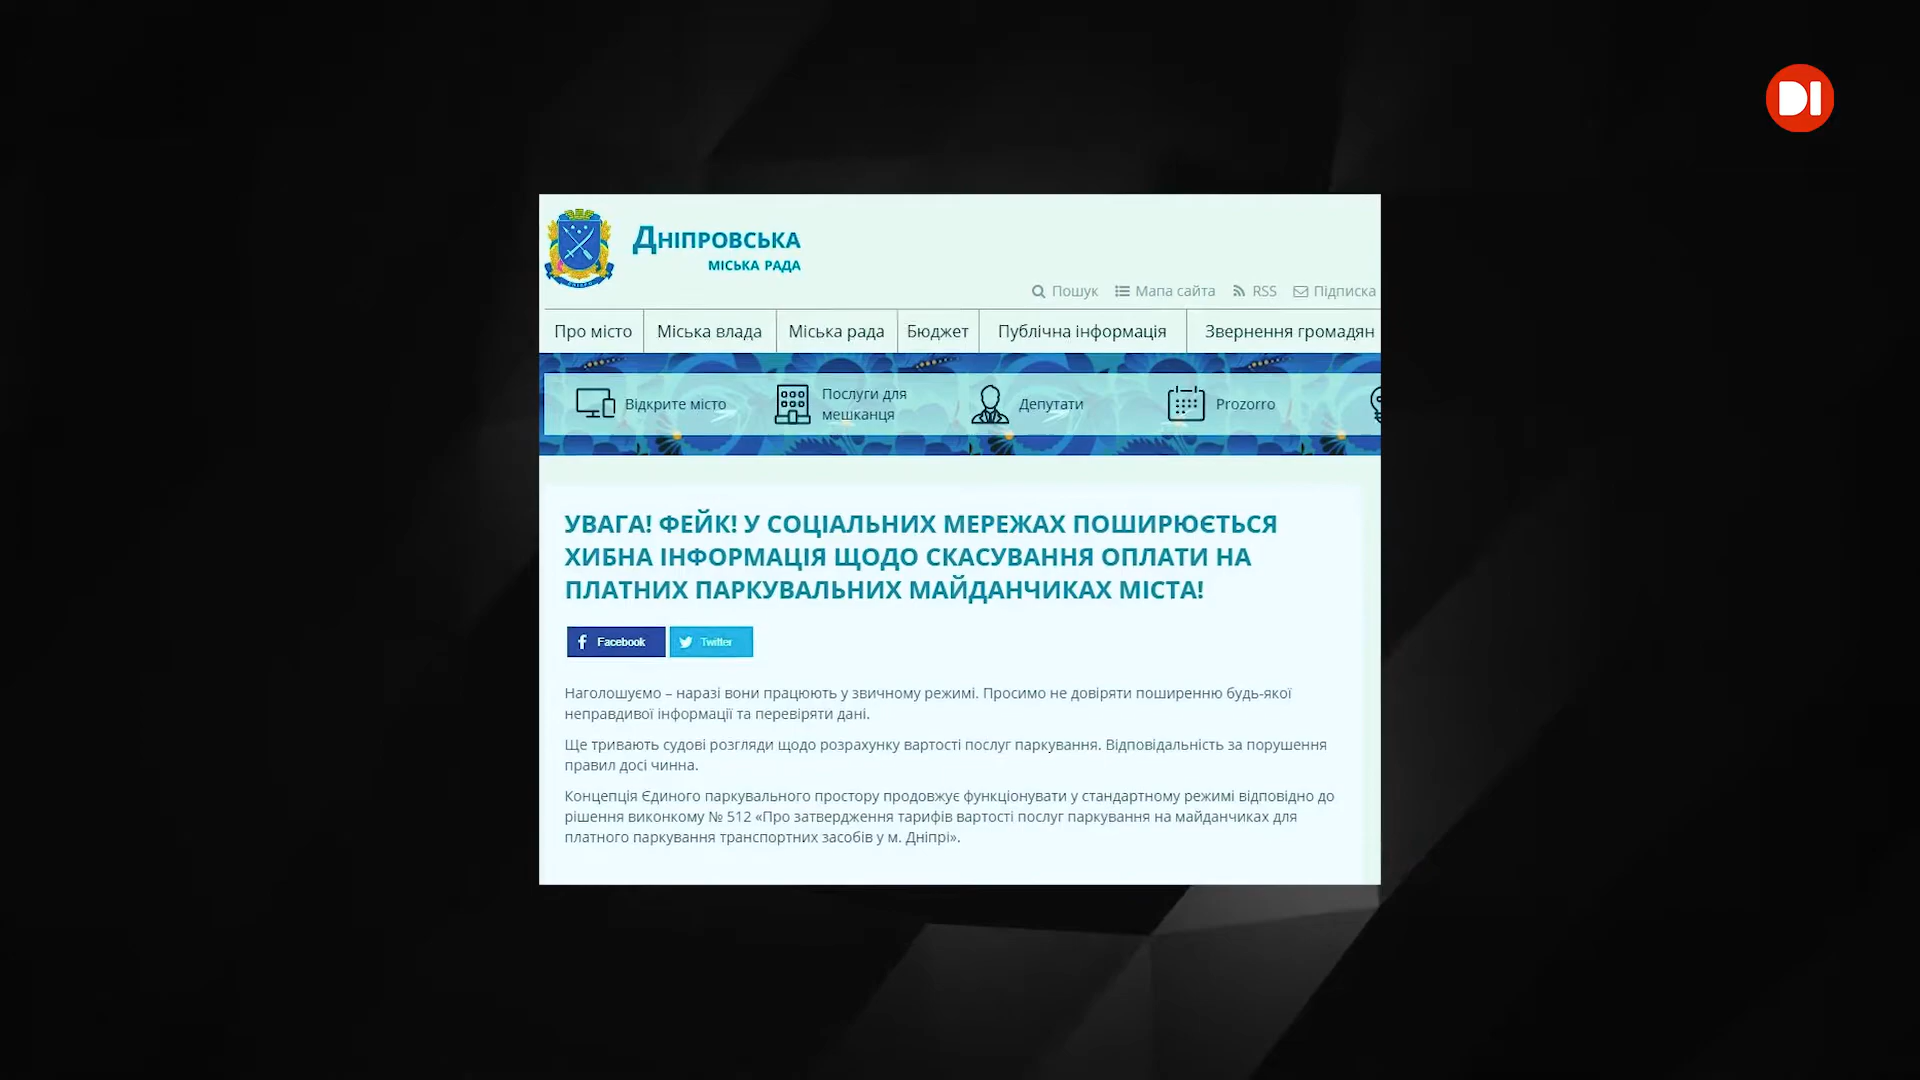 DI
Дніпровська
міська рада
Пошук Мапа сайта RSS Підписка
Про місто Міська влада Міська рада Бюджет Публічна інформація Звернення громадян
Відкрите місто Послуги для мешканця Депутати Prozorro
УВАГА! ФЕЙК! У СОЦІАЛЬНИХ МЕРЕЖАХ ПОШИРЮЄТЬСЯ
ХИБНА ІНФОРМАЦІЯ ЩОДО СКАСУВАННЯ ОПЛАТИ НА
ПЛАТНИХ ПАРКУВАЛЬНИХ МАЙДАНЧИКАХ МІСТА!
Facebook Twitter
Наголошуємо – наразі вони працюють у звичному режимі. Просимо не довіряти поширенню будь-якої
неправдивої інформації та перевіряти дані.
Ще тривають судові розгляди щодо розрахунку вартості послуг паркування. Відповідальність за порушення
правил досі чинна.
Концепція Єдиного паркувального простору продовжує функціонувати у стандартному режимі відповідно до
рішення виконкому № 512 «Про затвердження тарифів вартості послуг паркування на майданчиках для
платного паркування транспортних засобів у м. Дніпрі».